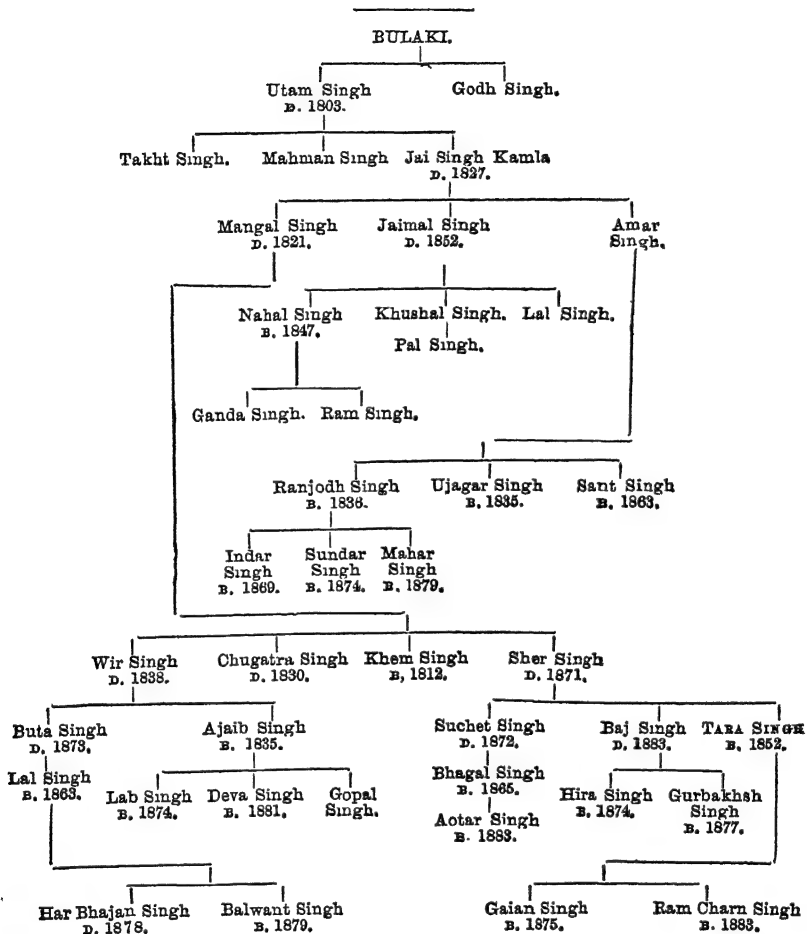 BULAKI.
Utam Singh Godh Singh.
B. 1803.
Takht Singh. Mahman Singh Jai Singh Kamla
D. 1827.
Mangal Singh Jaimal Singh Amar
D. 1821. D. 1852. Singh.
Nahal Singh Khushal Singh. Lal Singh.
B. 1847.
Pal Singh.
Ganda Singh. Ram Singh.
Ranjodh Singh Ujagar Singh Sant Singh
B. 1836. B. 1835. B. 1863.
Indar Sundar Mahar
Singh Singh Singh
B. 1869. B. 1874. B. 1879.
Wir Singh Chugatra Singh Khem Singh Sher Singh
D. 1838. D. 1830. B, 1812. D. 1871.
Buta Singh Ajaib Singh Suchet Singh Baj Singh TARA SINGH
D. 1873. B. 1835. D. 1872. D. 1883. B. 1852.
Lal Singh Bhagal Singh
B. 1863. B. 1865.
Lab Singh Deva Singh Gopal Hira Singh Gurbakhsh
B. 1874. B. 1881. Singh. B. 1874. Singh
B. 1877.
Aotar Singh
B. 1883.
Har Bhajan Singh Balwant Singh Gaian Singh Ram Charn Singh
D. 1878. B. 1879. B. 1875. B. 1883.